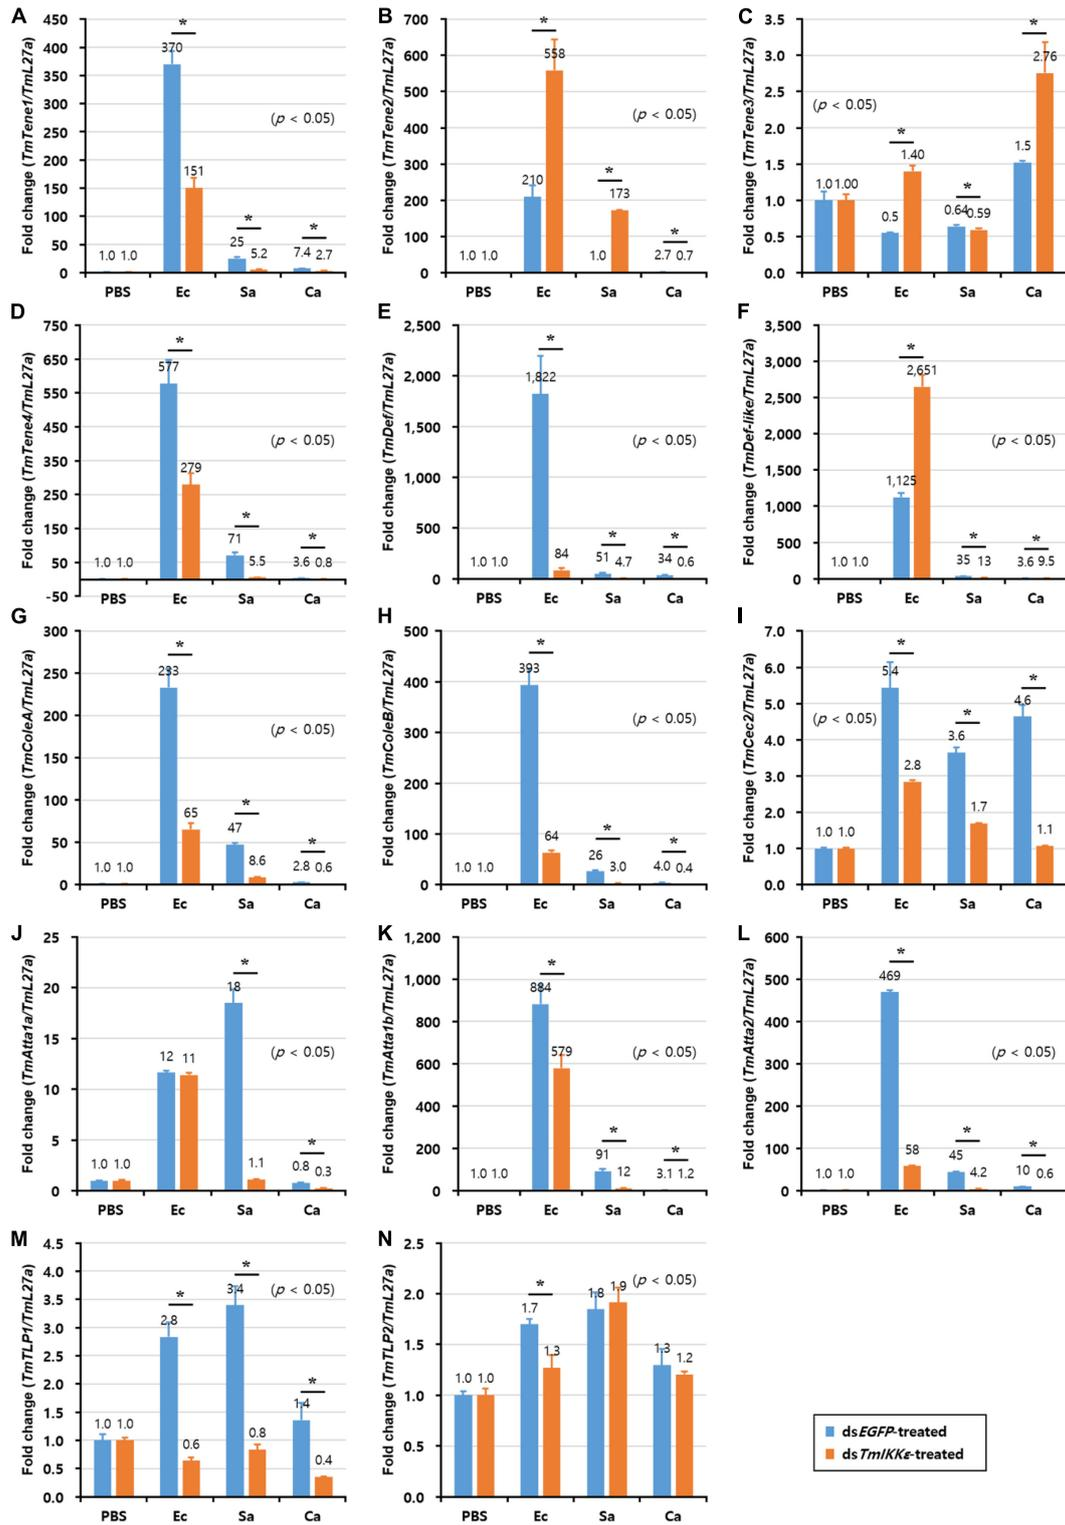 A
Fold change (TmTene1/TmL27a)
450
400
350
300
250
200
150
100
50
0
*
370
151
(p < 0.05)
*
25
5.2
*
7.4
2.7
1.0
1.0
PBS
Ec
Sa
Ca
B
Fold change (TmTene2/TmL27a)
700
600
500
400
300
200
100
0
*
558
210
(p < 0.05)
*
173
1.0
*
2.7
0.7
1.0
1.0
PBS
Ec
Sa
Ca
C
Fold change (TmTene3/TmL27a)
3.5
3.0
2.5
2.0
1.5
1.0
0.5
0.0
(p < 0.05)
1.0
1.00
*
0.5
1.40
*
0.64
0.59
*
1.5
2.76
PBS
Ec
Sa
Ca
D
Fold change (TmTene4/TmL27a)
750
650
550
450
350
250
150
50
-50
*
577
279
(p < 0.05)
*
71
5.5
*
3.6
0.8
1.0
1.0
PBS
Ec
Sa
Ca
E
Fold change (TmDef/TmL27a)
2,500
2,000
1,500
1,000
500
0
*
1,822
84
(p < 0.05)
*
51
4.7
*
34
0.6
1.0
1.0
PBS
Ec
Sa
Ca
F
Fold change (TmDef-like/TmL27a)
3,500
3,000
2,500
2,000
1,500
1,000
500
0
*
2,651
1,125
(p < 0.05)
*
35
13
*
3.6
9.5
1.0
1.0
PBS
Ec
Sa
Ca
G
Fold change (TmColeA/TmL27a)
300
250
200
150
100
50
0
*
233
65
(p < 0.05)
*
47
8.6
*
2.8
0.6
1.0
1.0
PBS
Ec
Sa
Ca
H
Fold change (TmColeB/TmL27a)
500
400
300
200
100
0
*
393
64
(p < 0.05)
*
26
3.0
*
4.0
0.4
1.0
1.0
PBS
Ec
Sa
Ca
I
Fold change (TmCec2/TmL27a)
7.0
6.0
5.0
4.0
3.0
2.0
1.0
0.0
(p < 0.05)
*
5.4
2.8
*
3.6
1.7
*
4.6
1.1
1.0
1.0
PBS
Ec
Sa
Ca
J
Fold change (TmAtta1a/TmL27a)
25
20
15
10
5
0
12
11
*
18
1.1
(p < 0.05)
*
0.8
0.3
1.0
1.0
PBS
Ec
Sa
Ca
K
Fold change (TmAtta1b/TmL27a)
1,200
1,000
800
600
400
200
0
*
884
579
(p < 0.05)
*
91
12
*
3.1
1.2
1.0
1.0
PBS
Ec
Sa
Ca
L
Fold change (TmAtta2/TmL27a)
600
500
400
300
200
100
0
*
469
58
(p < 0.05)
*
45
4.2
*
10
0.6
1.0
1.0
PBS
Ec
Sa
Ca
M
Fold change (TmTLP1/TmL27a)
4.5
4.0
3.5
3.0
2.5
2.0
1.5
1.0
0.5
0.0
*
2.8
0.6
*
3.4
0.8
(p < 0.05)
*
1.4
0.4
1.0
1.0
PBS
Ec
Sa
Ca
N
Fold change (TmTLP2/TmL27a)
2.5
2.0
1.5
1.0
0.5
0.0
*
1.7
1.3
1.8
1.9
(p < 0.05)
1.3
1.2
1.0
1.0
PBS
Ec
Sa
Ca
dsEGFP-treated
dsTmIKKε-treated